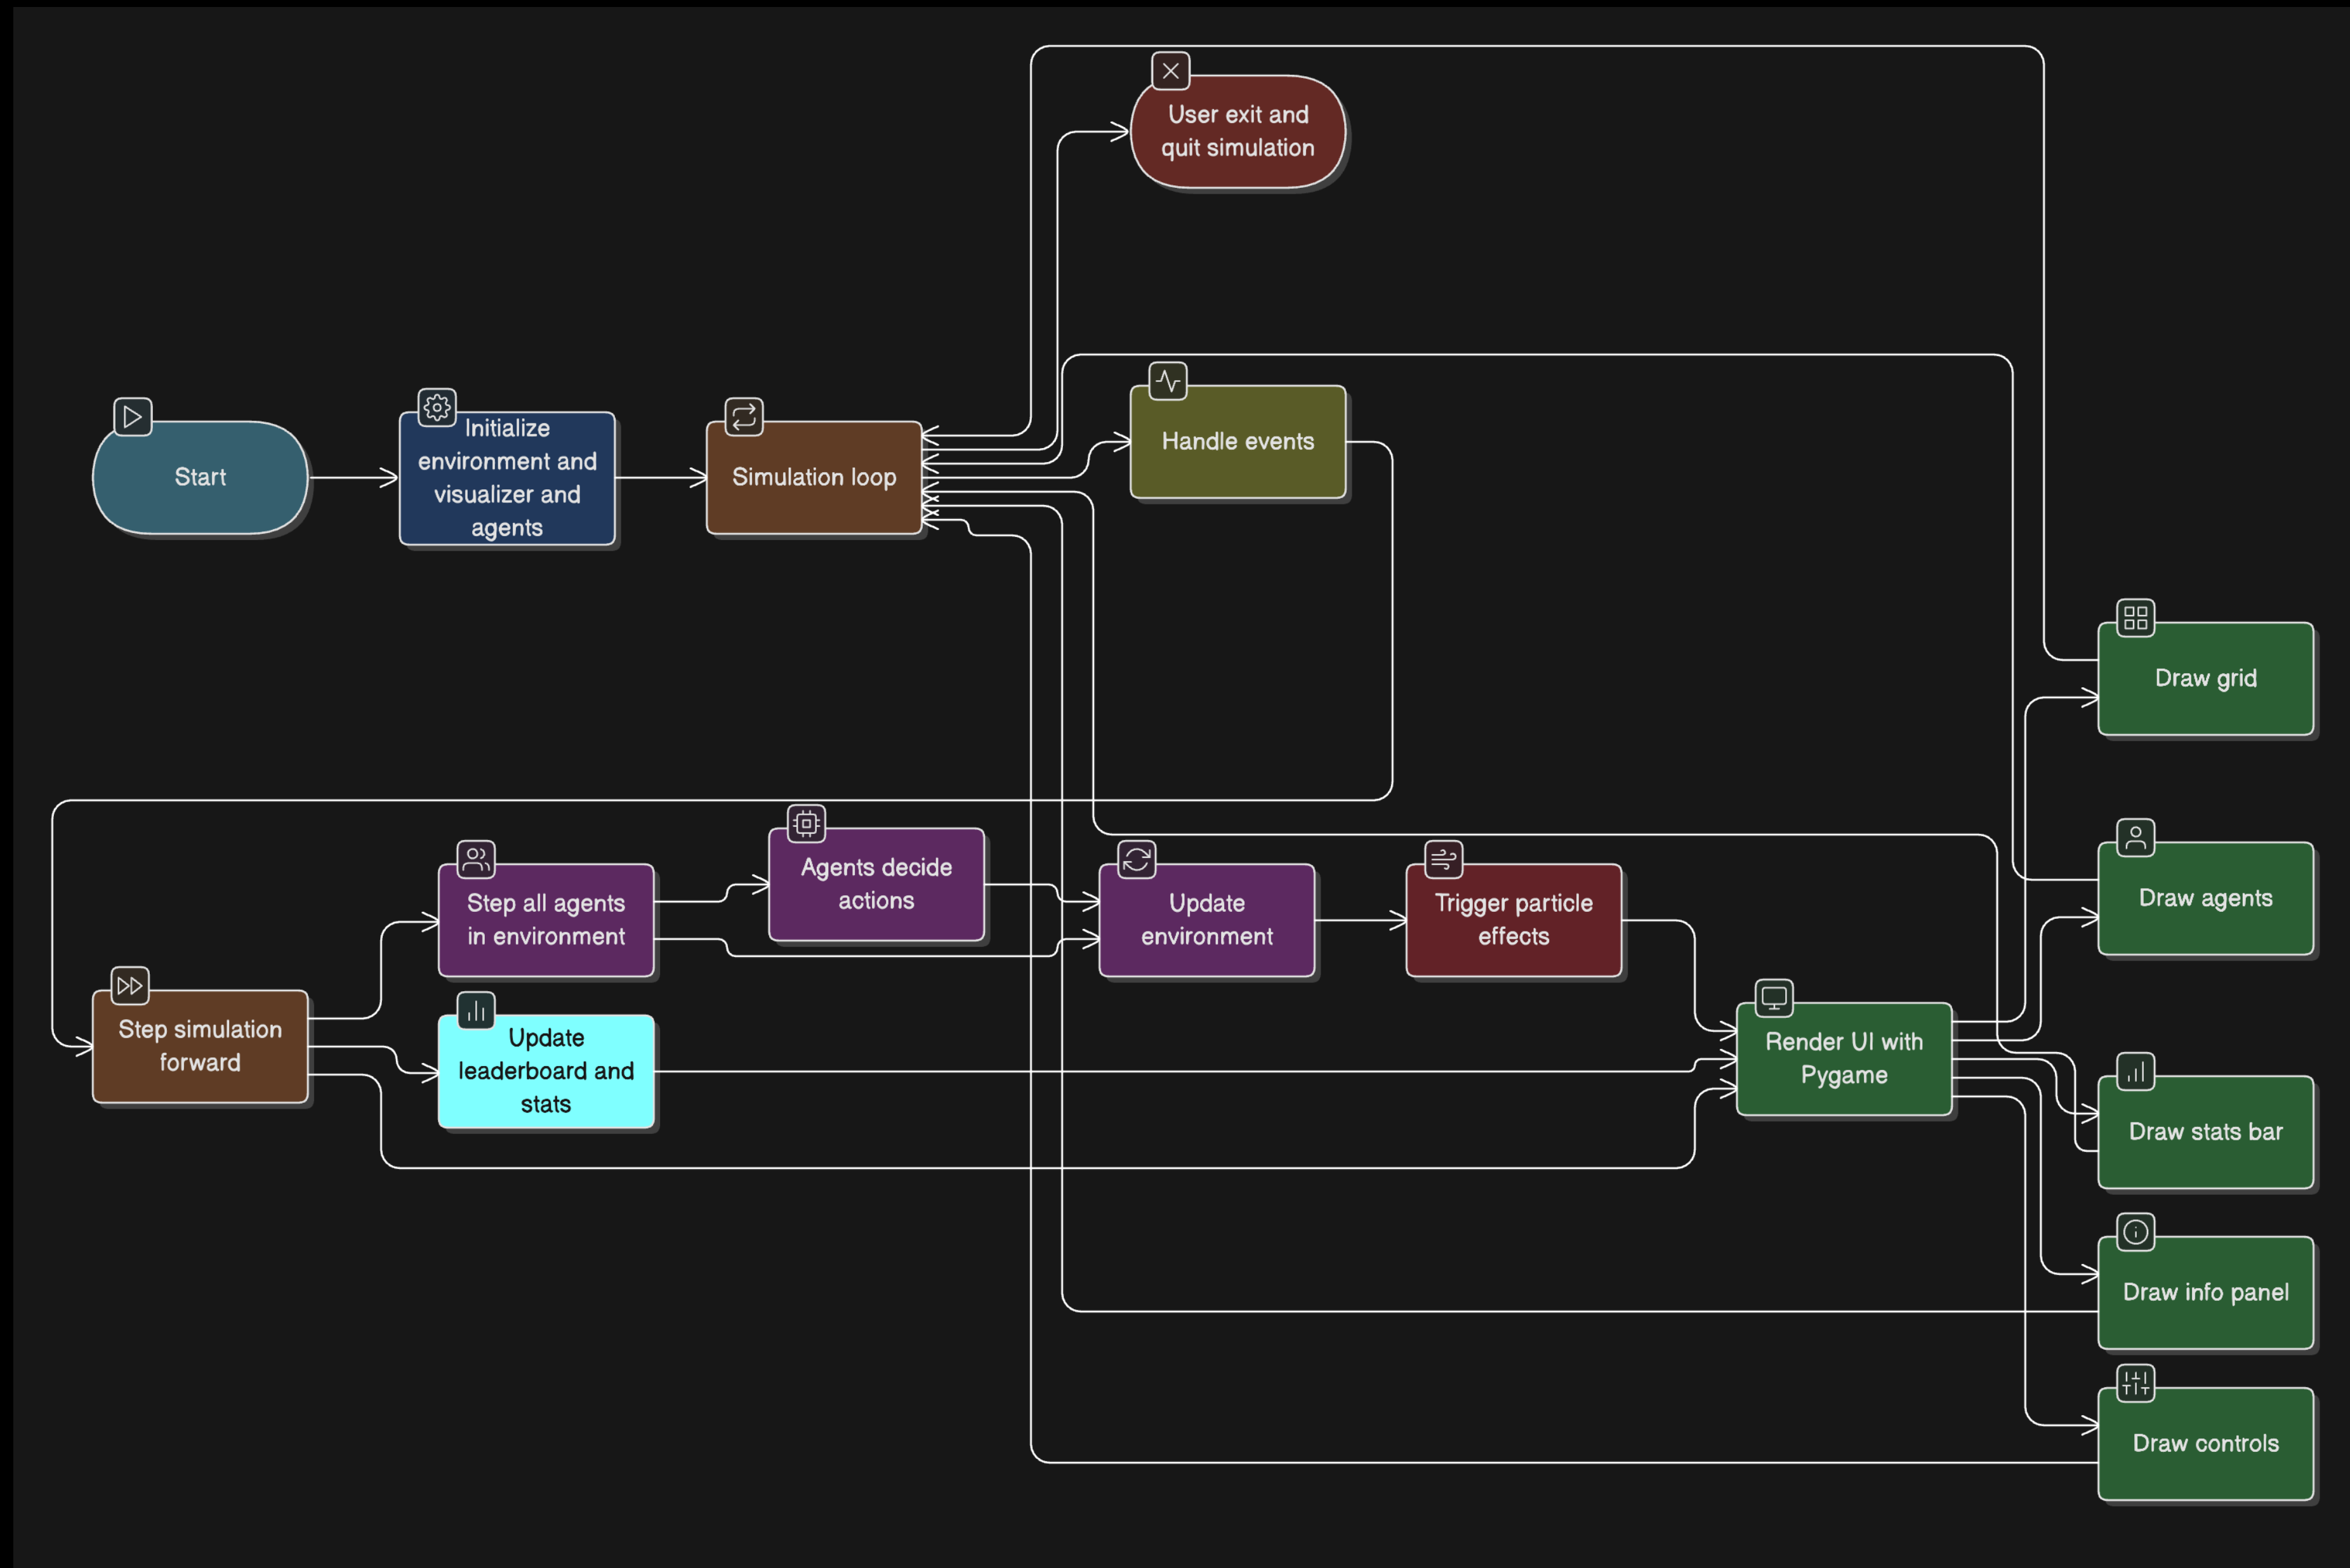 User exit and
quit simulation
Handle events
Start
Initialize
environment and
visualizer and
agents
Simulation loop
Draw grid
Agents decide
actions
Step all agents
in environment
Update
environment
Trigger particle
effects
Draw agents
Step simulation
forward
Update
leaderboard and
stats
Render UI with
Pygame
Draw stats bar
Draw info panel
Draw controls